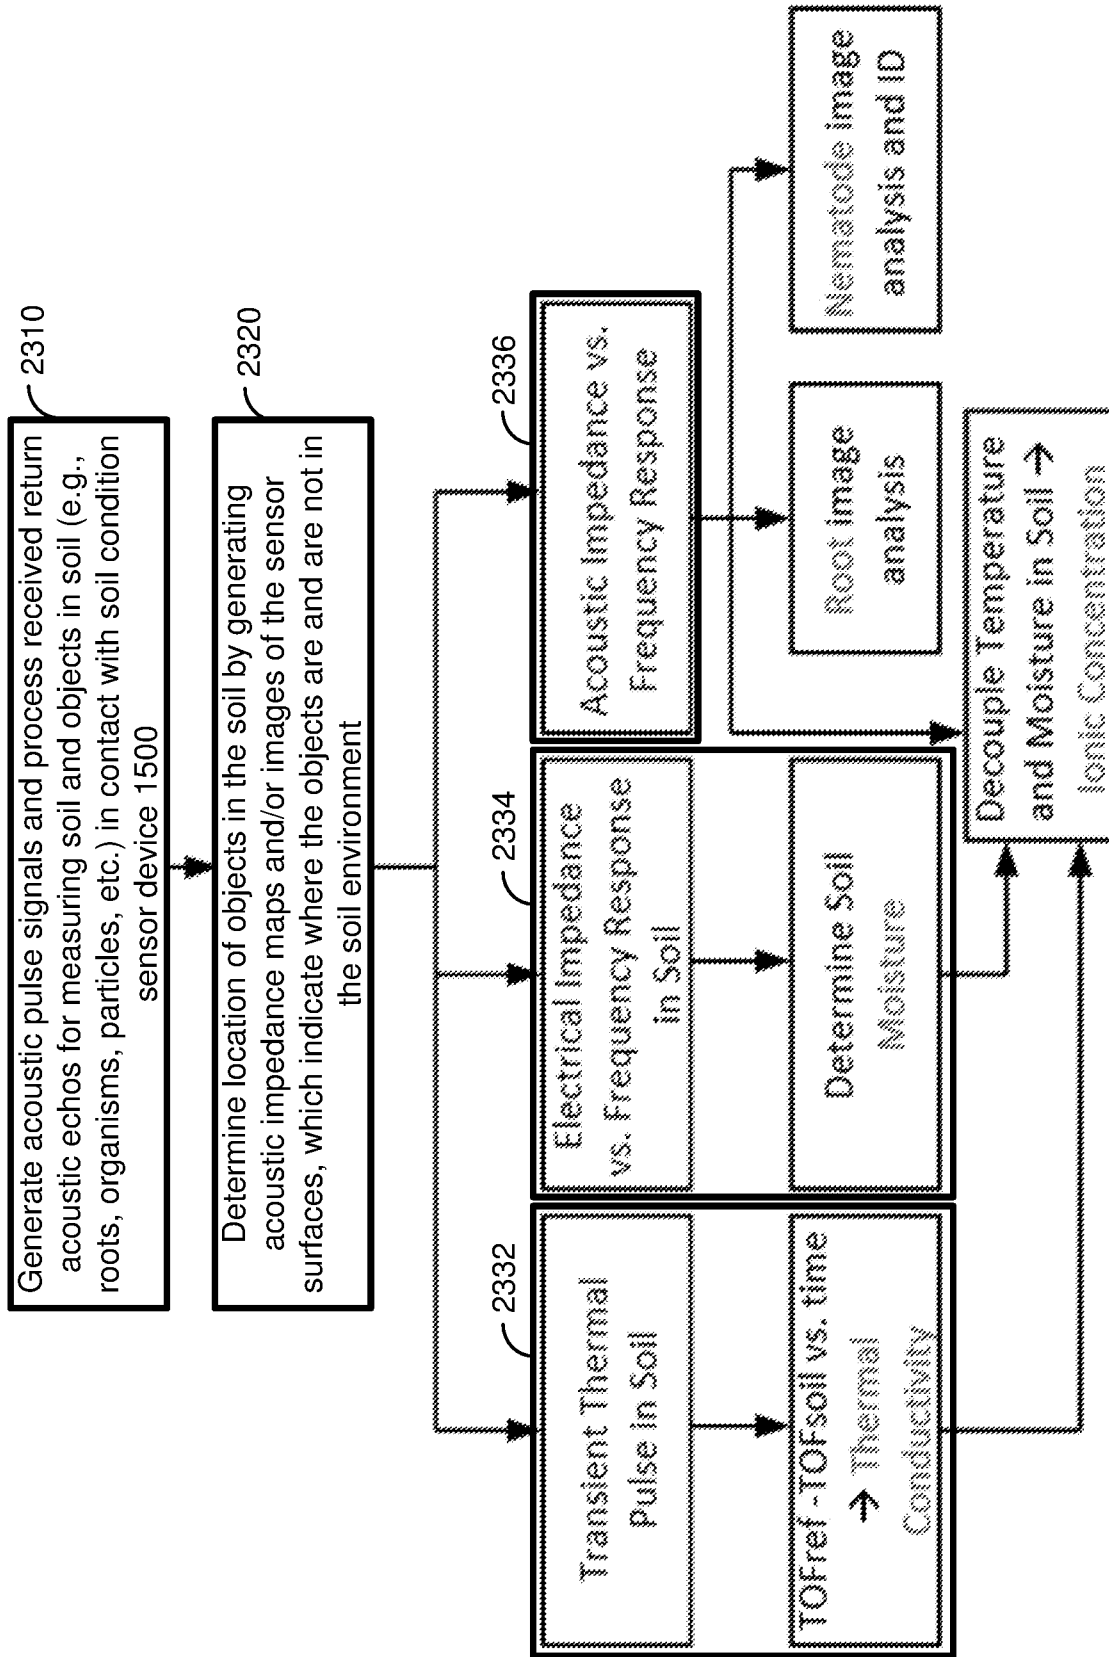 2310
Generate acoustic pulse signals and process received return
acoustic echos for measuring soil and objects in soil (e.g.,
roots, organisms, particles, etc.) in contact with soil condition
sensor device 1500
2320
Determine location of objects in the soil by generating
acoustic impedance maps and/or images of the sensor
surfaces, which indicate where the objects are and are not in
the soil environment
2332
Transient Thermal
Pulse in Soil
TOFref -TOFsoil vs. time
→ Thermal
Conductivity
2334
Electrical Impedance
vs. Frequency Response
in Soil
Determine Soil
Moisture
2336
Acoustic Impedance vs.
Frequency Response
Root image
analysis
Nematode image
analysis and ID
Decouple Temperature
and Moisture in Soil →
Ionic Concentration